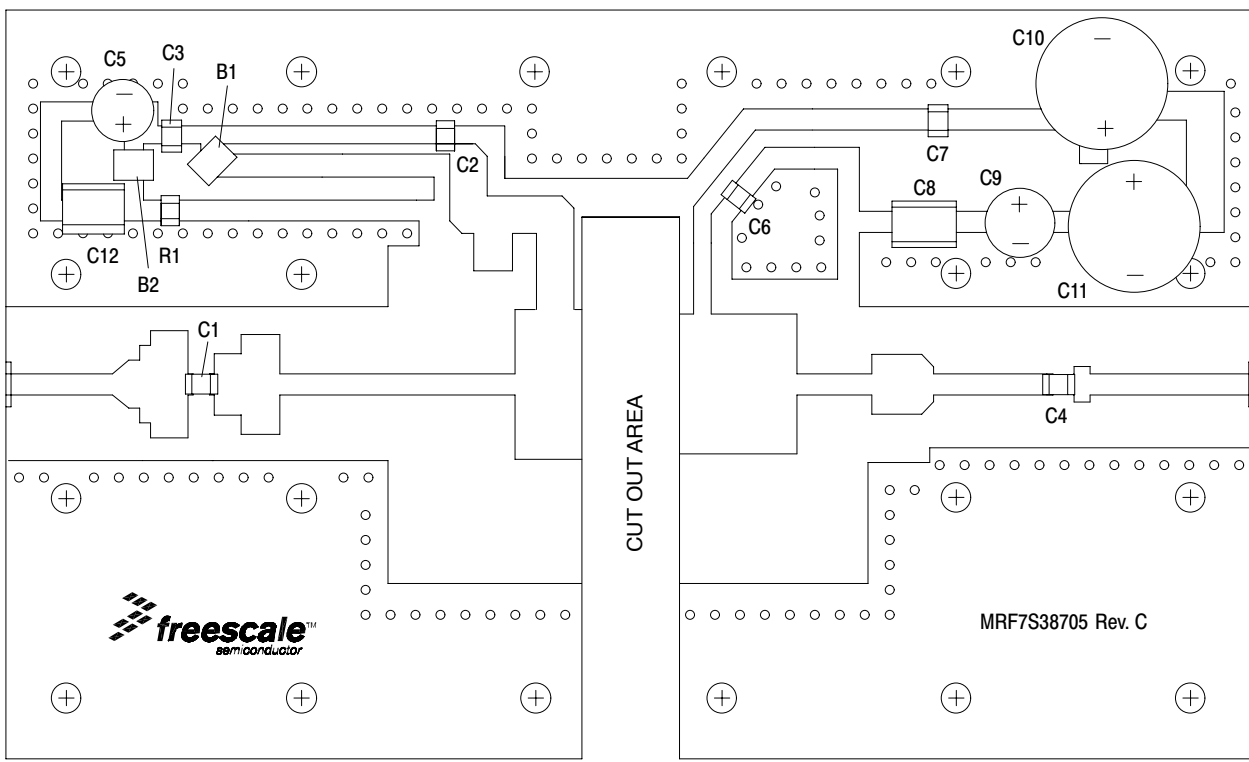 C5
C3
B1
C2
C12
B2
R1
C1
C10
C7
C9
C8
C6
C11
C4
CUT OUT AREA
freescale™
semiconductor
MRF7S38705 Rev. C